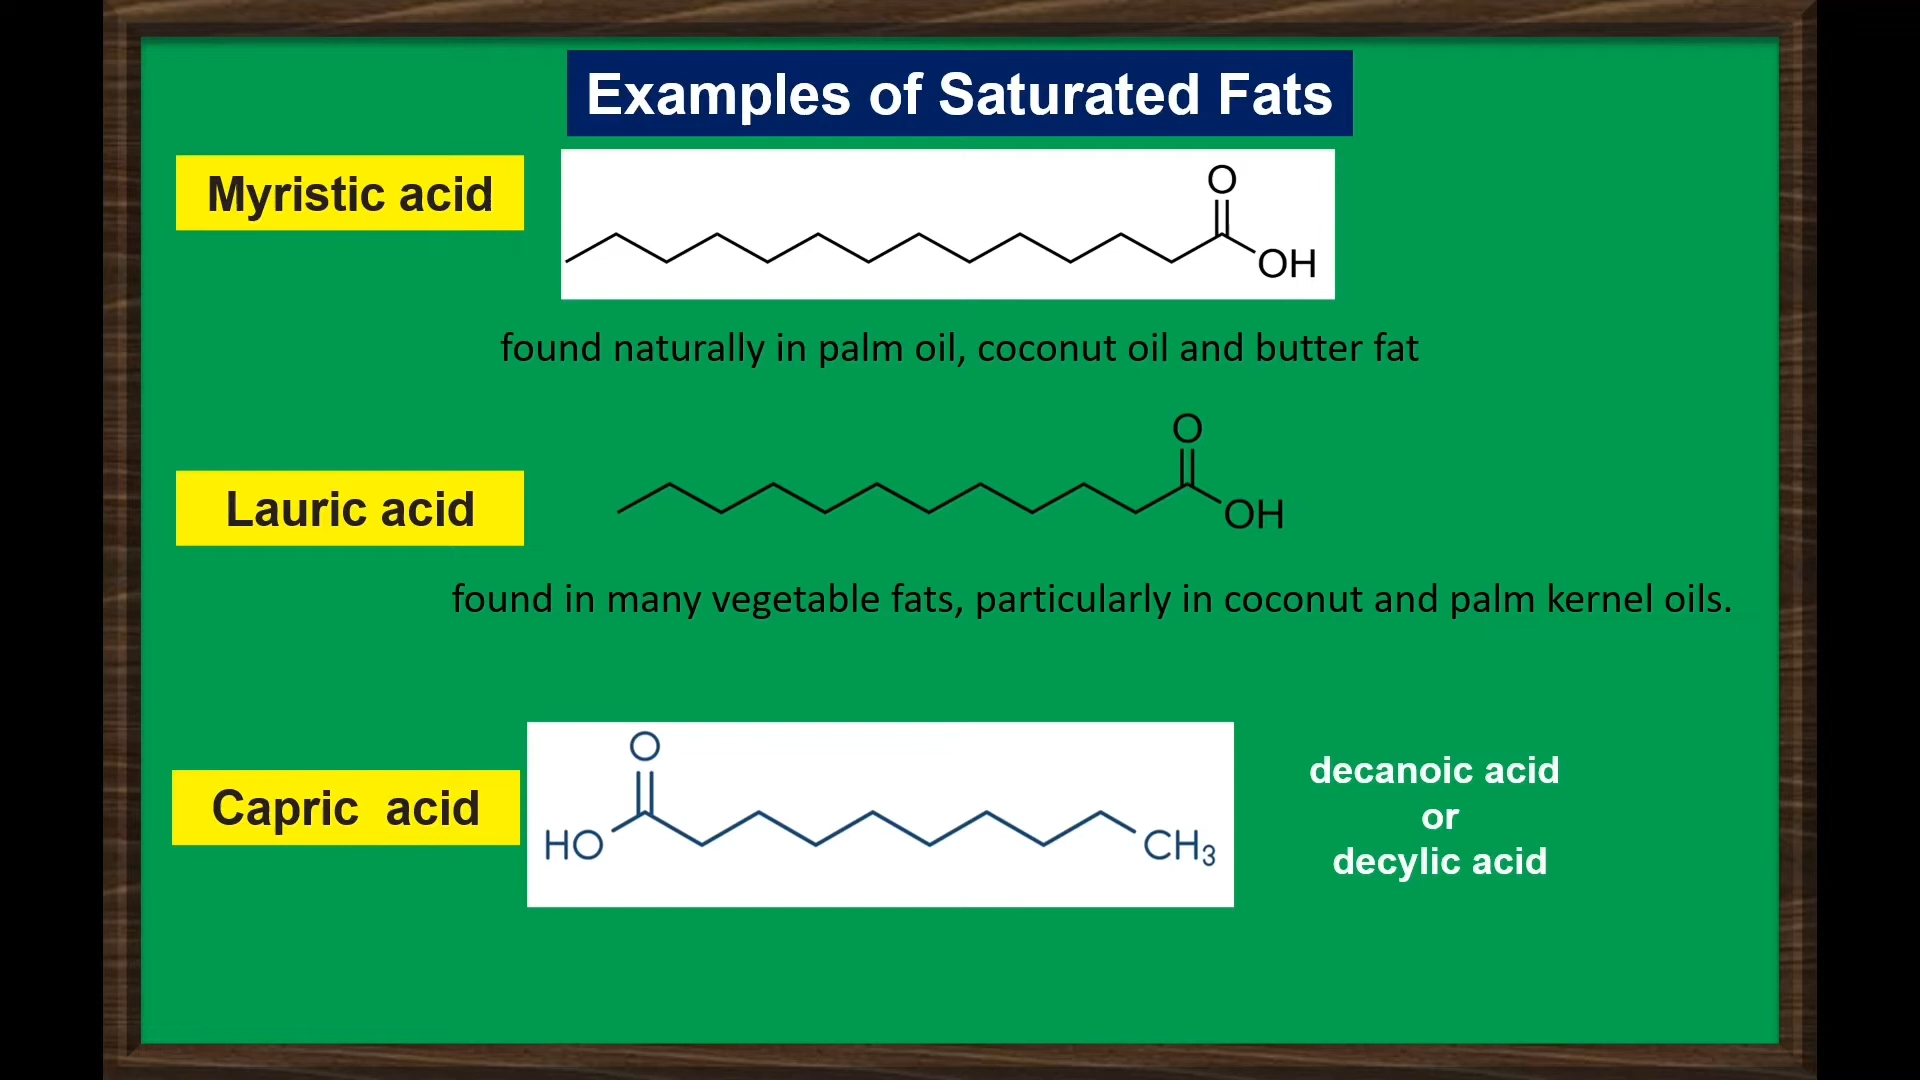 Examples of Saturated Fats
Myristic acid
O
OH
found naturally in palm oil, coconut oil and butter fat
O
Lauric acid
OH
found in many vegetable fats, particularly in coconut and palm kernel oils.
O
Capric acid
HO
CH₃
decanoic acid
or
decylic acid